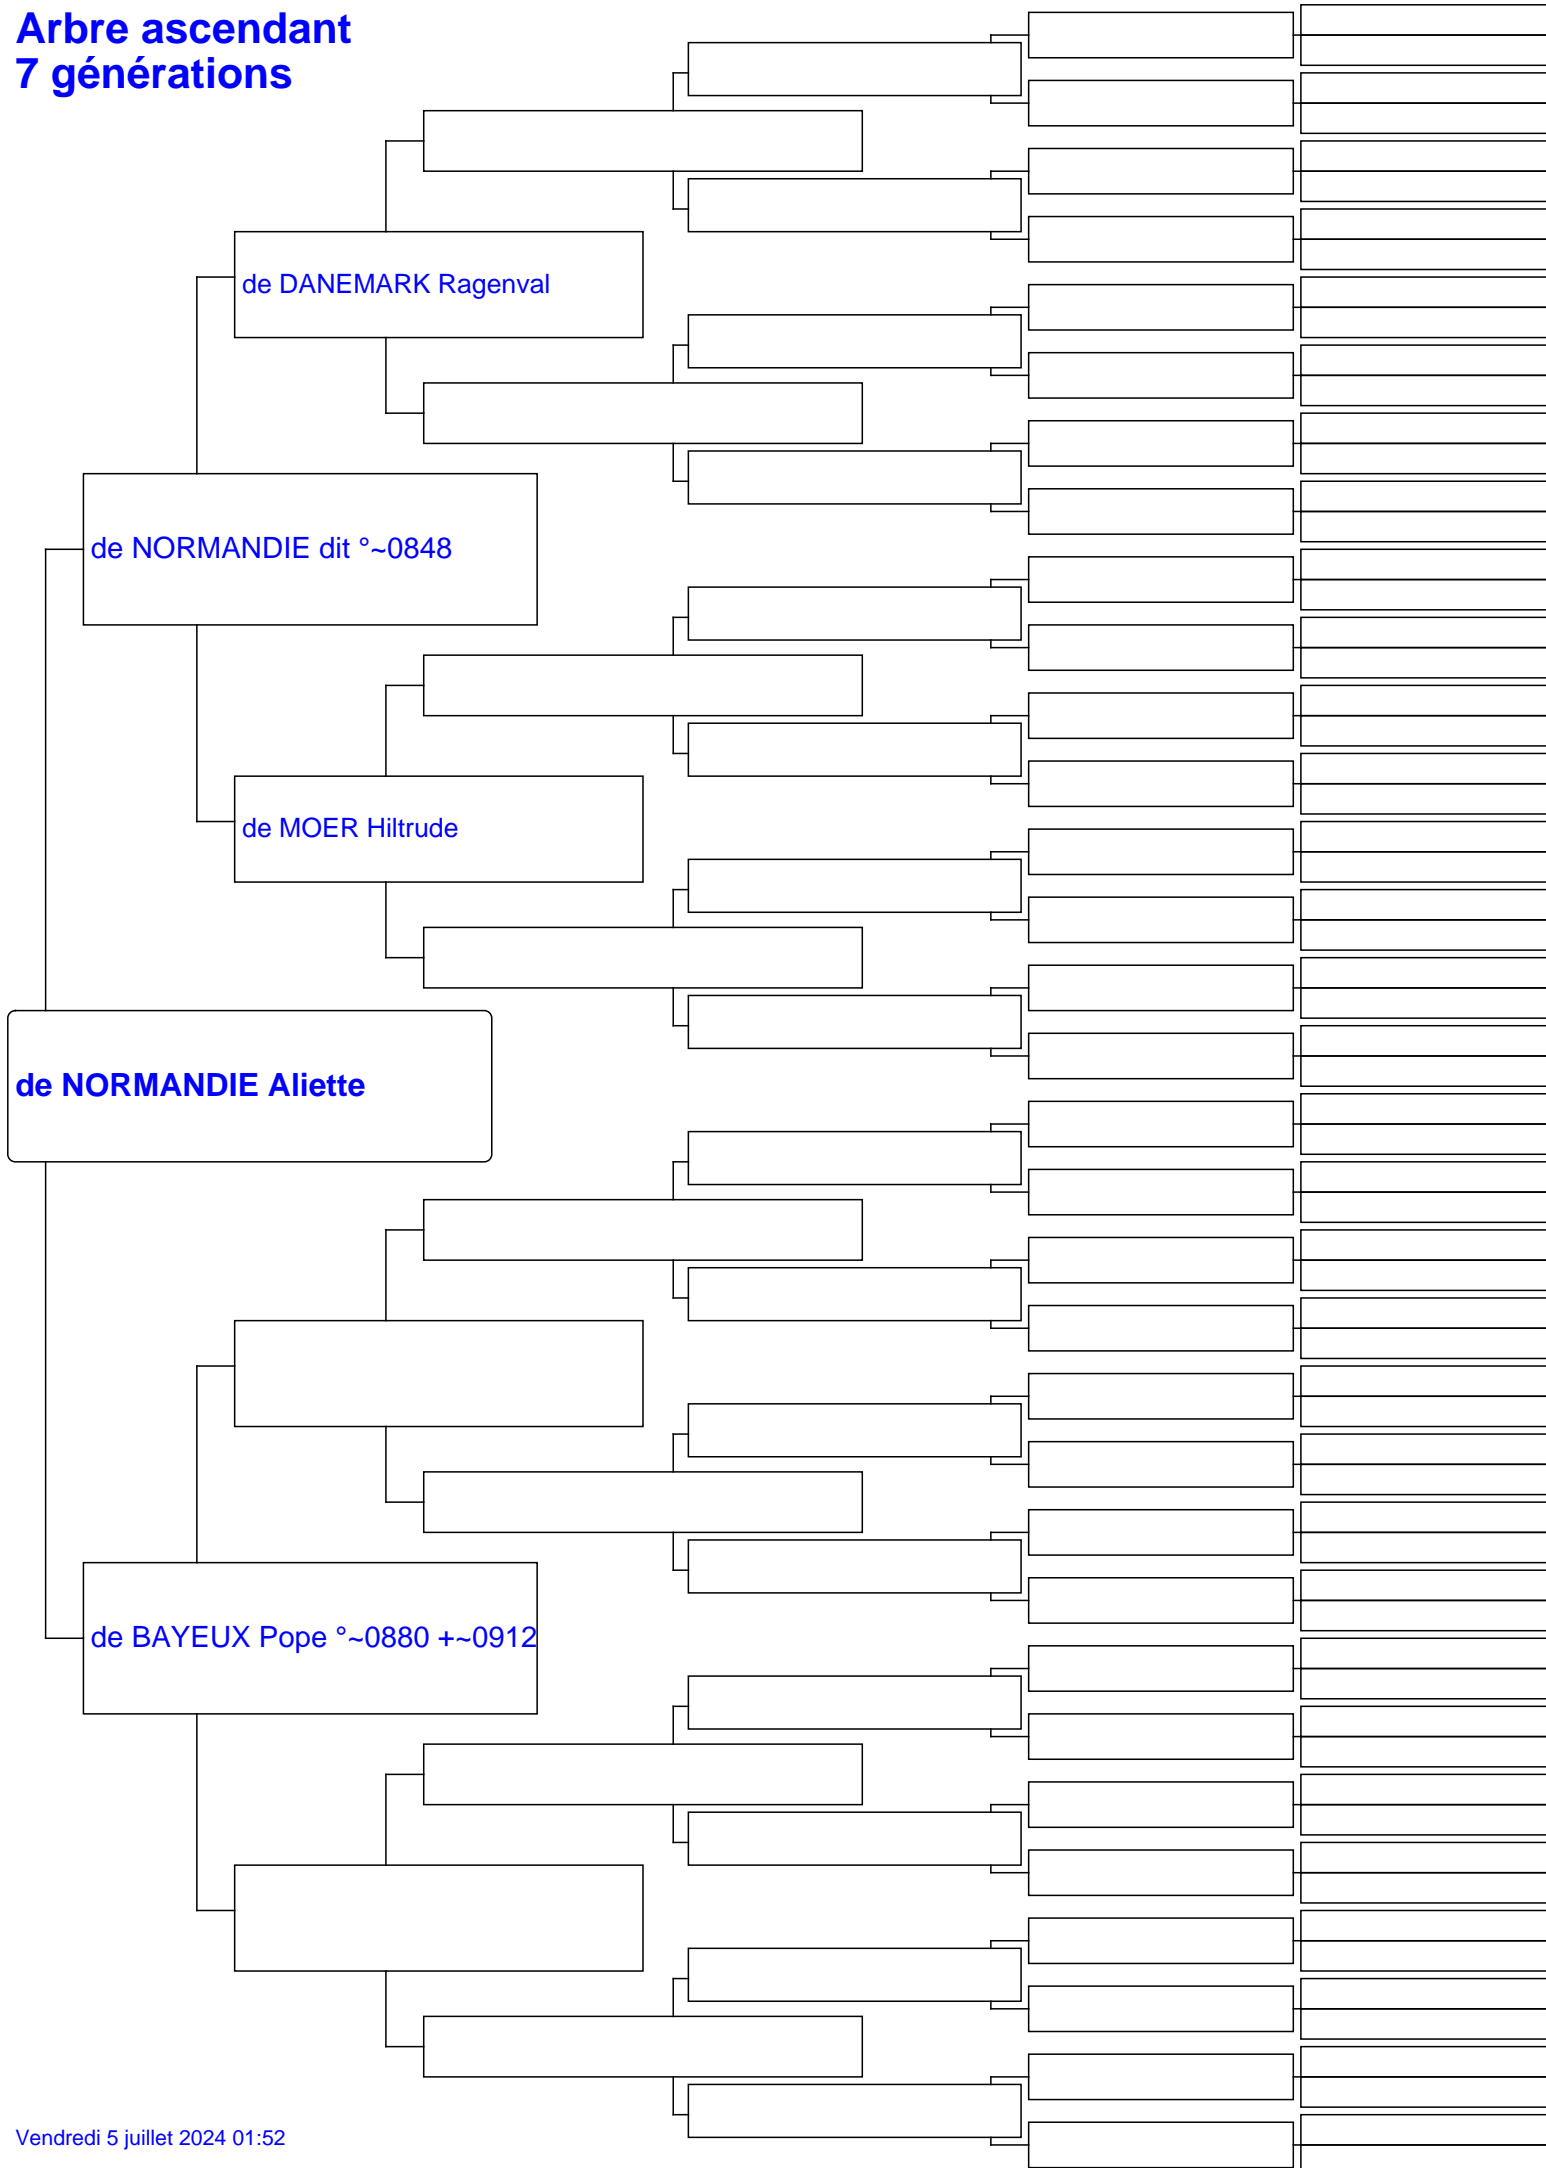 Arbre ascendant
7 générations
de DANEMARK Ragenval
de NORMANDIE dit °~0848
de MOER Hiltrude
de NORMANDIE Aliette
de BAYEUX Pope °~0880 +~0912
Vendredi 5 juillet 2024 01:52